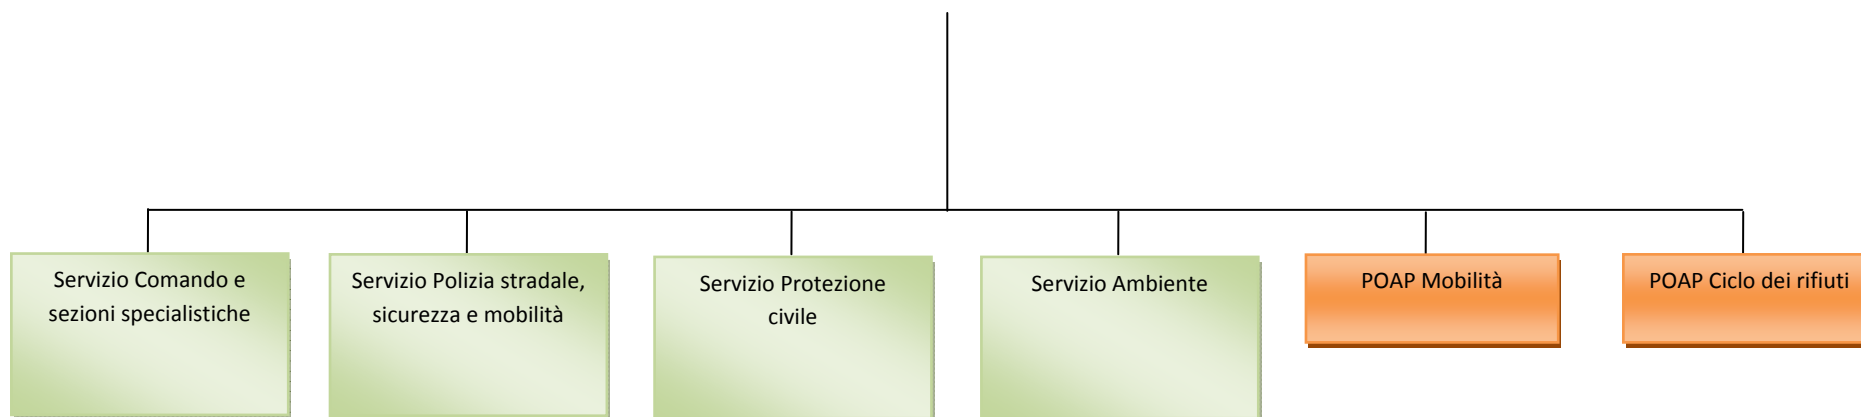 Servizio Comando e
sezioni specialistiche
Servizio Polizia stradale,
sicurezza e mobilità
Servizio Protezione
civile
Servizio Ambiente
POAP Mobilità
POAP Ciclo dei rifiuti